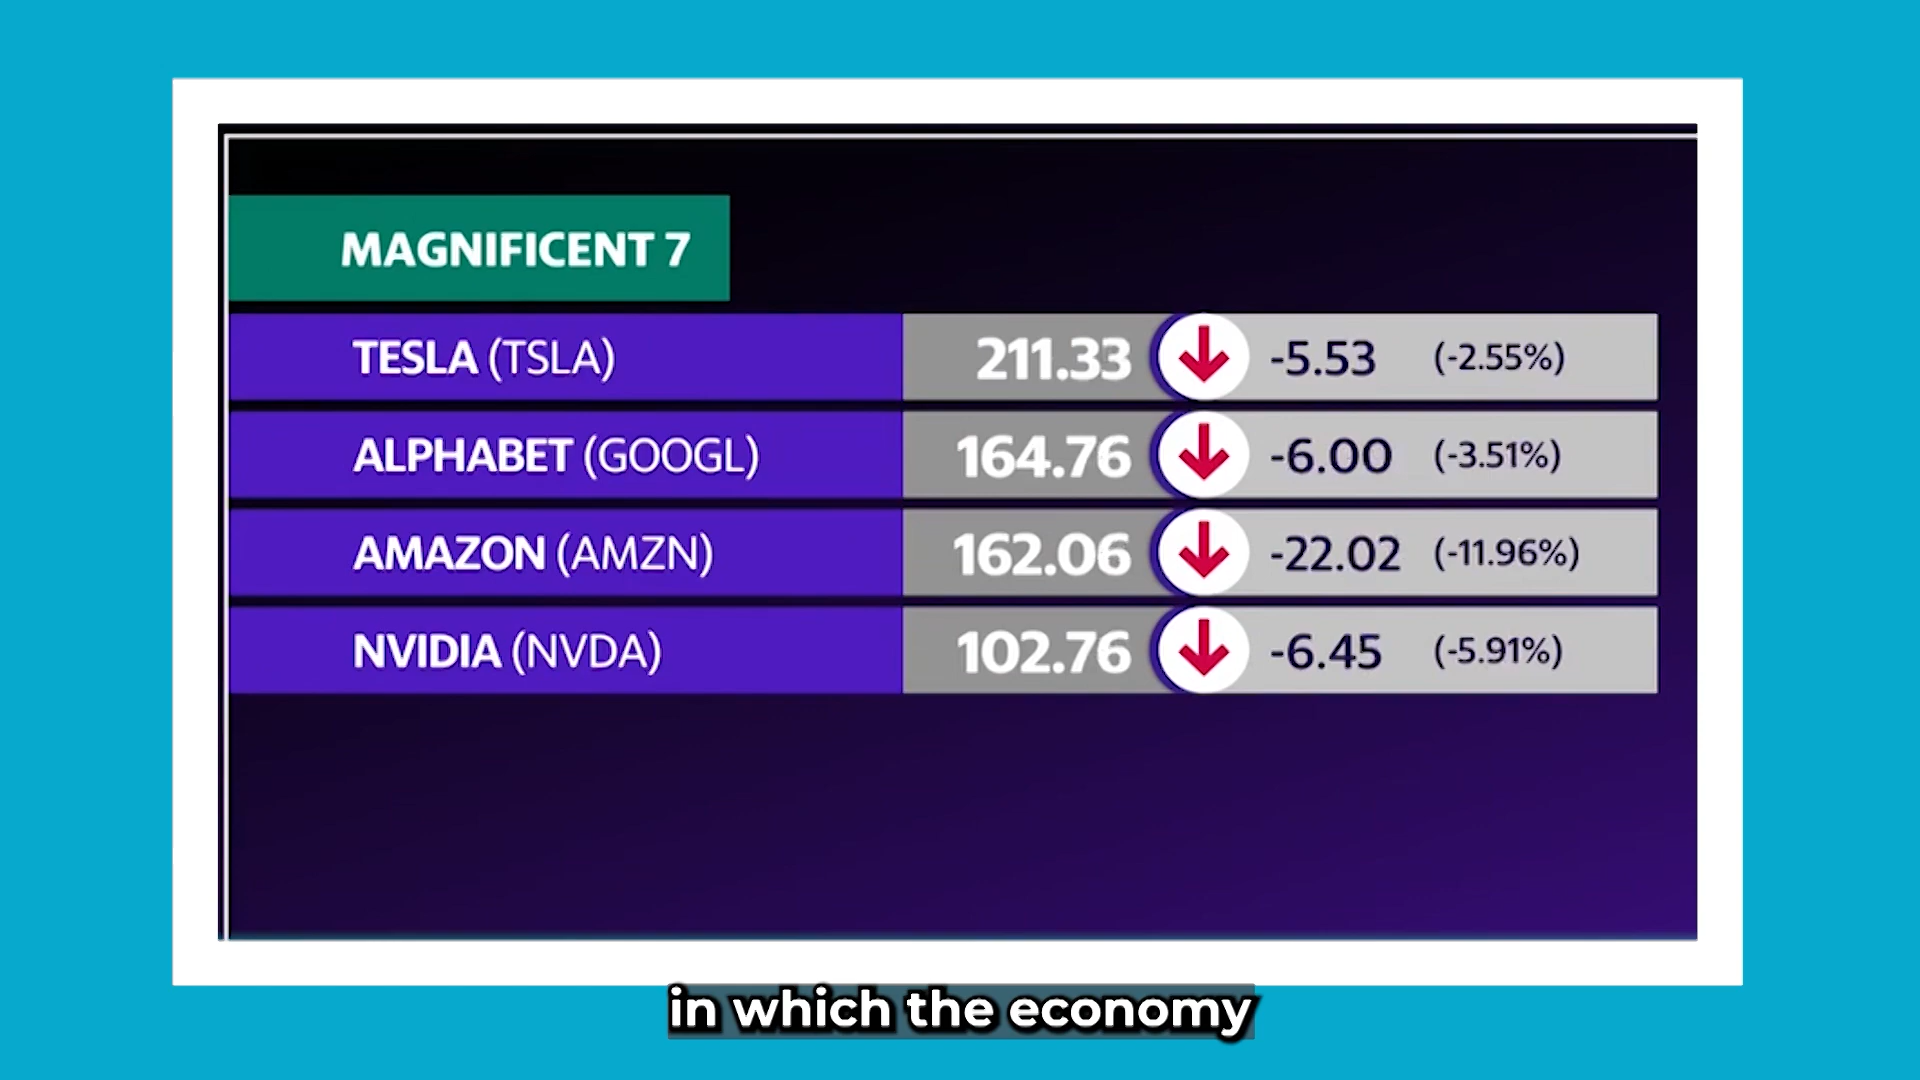 MAGNIFICENT 7
TESLA (TSLA) 211.33 -5.53 (-2.55%)
ALPHABET (GOOGL) 164.76 -6.00 (-3.51%)
AMAZON (AMZN) 162.06 -22.02 (-11.96%)
NVIDIA (NVDA) 102.76 -6.45 (-5.91%)
in which the economy